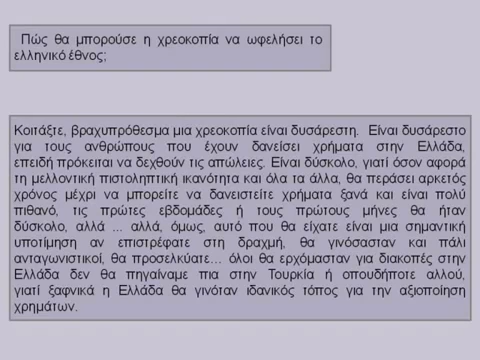 Πώς θα μπορούσε η χρεοκοπία να ωφελήσει το
ελληνικό έθνος;
Κοιτάξτε, βραχυπρόθεσμα μια χρεοκοπία είναι δυσάρεστη. Είναι δυσάρεστο
για τους ανθρώπους που έχουν δανείσει χρήματα στην Ελλάδα,
επειδή πρόκειται να δεχθούν τις απώλειες. Είναι δύσκολο, γιατί όσον αφορά
τη μελλοντική πιστοληπτική ικανότητα και όλα τα άλλα, θα περάσει αρκετός
χρόνος μέχρι να μπορείτε να δανειστείτε χρήματα ξανά και είναι πολύ
πιθανό, τις πρώτες εβδομάδες ή τους πρώτους μήνες θα ήταν
δύσκολο, αλλά ... αλλά, όμως, αυτό που θα είχατε είναι μια σημαντική
υποτίμηση αν επιστρέφατε στη δραχμή, θα γινόσασταν και πάλι
ανταγωνιστικοί, θα προσελκύατε… όλοι θα ερχόμασταν για διακοπές στην
Ελλάδα δεν θα πηγαίναμε πια στην Τουρκία ή οπουδήποτε αλλού,
γιατί ξαφνικά η Ελλάδα θα γινόταν ιδανικός τόπος για την αξιοποίηση
χρημάτων.